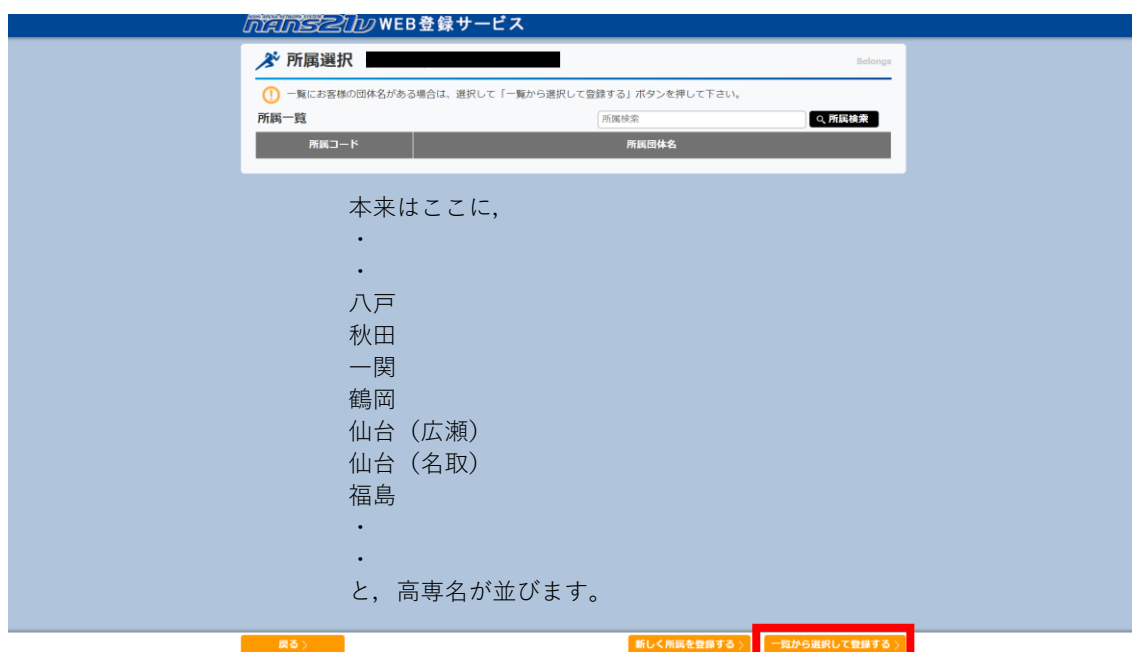 nans21V WEB登録サービス
所属選択
Belongs
一覧にお客様の団体名がある場合は、選択して「一覧から選択して登録する」ボタンを押して下さい。
所属一覧
所属検索
所属検索
所属コード
所属団体名
本来はここに，
・
・
八戸
秋田
一関
鶴岡
仙台（広瀬）
仙台（名取）
福島
・
・
と，高専名が並びます。
戻る 〉
新しく所属を登録する 〉
一覧から選択して登録する 〉